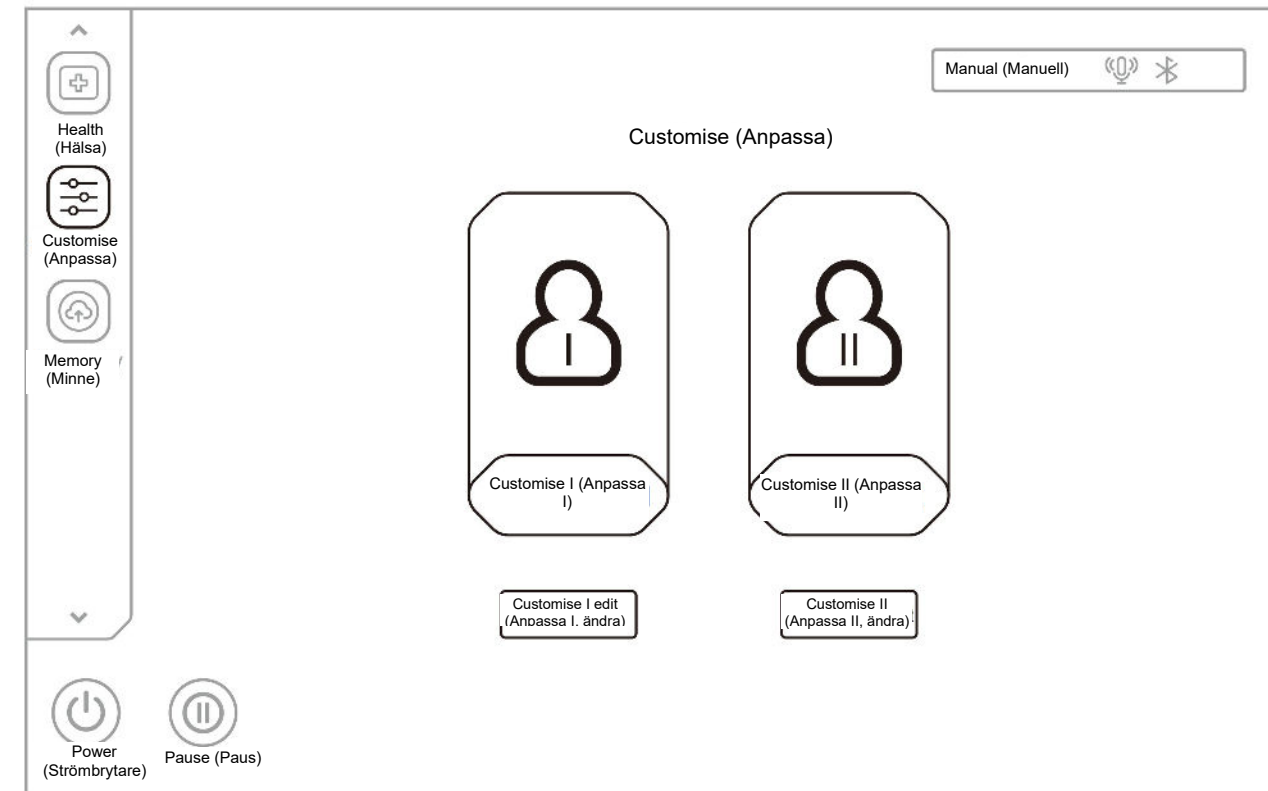 Manual (Manuell)
Health
(Hälsa)
Customise (Anpassa)
Customise
(Anpassa)
Memory
(Minne)
I
II
Customise I (Anpassa
I)
Customise II (Anpassa
II)
Customise I edit
(Anpassa I, ändra)
Customise II
(Anpassa II, ändra)
Power
(Strömbrytare)
Pause (Paus)